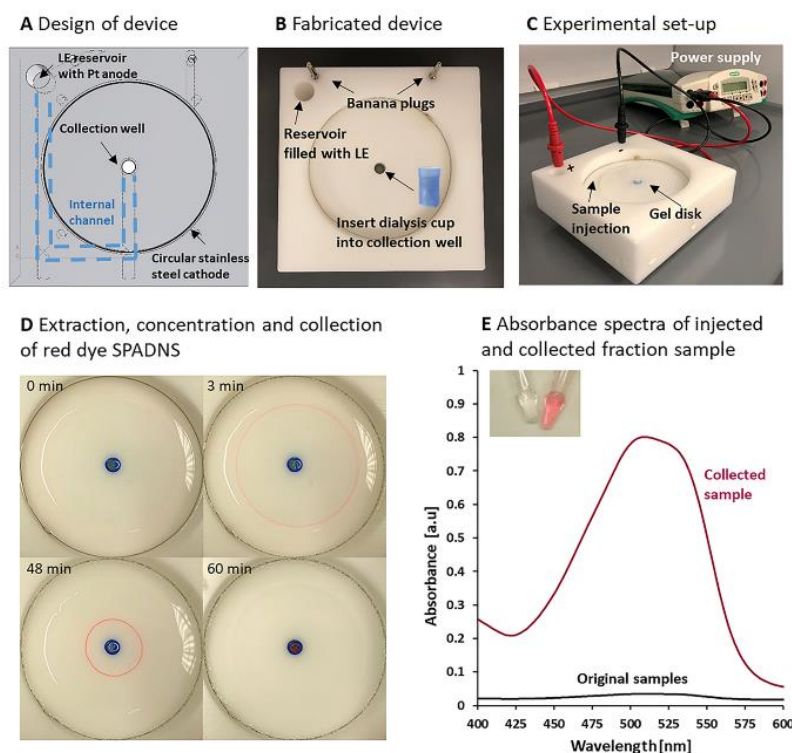 A Design of device
LE reservoir
with Pt anode
Collection well
Internal
channel
Circular stainless
steel cathode
B Fabricated device
Banana plugs
Reservoir
filled with LE
Insert dialysis cup
into collection well
C Experimental set-up
Power supply
- 
+
Sample
injection
Gel disk
D Extraction, concentration and collection
of red dye SPADNS
0 min
3 min
48 min
60 min
E Absorbance spectra of injected
and collected fraction sample
1
0.9
0.8
0.7
0.6
0.5
0.4
0.3
0.2
0.1
0
Absorbance [a.u]
Collected
sample
Original samples
400
425
450
475
500
525
550
575
600
Wavelength[nm]